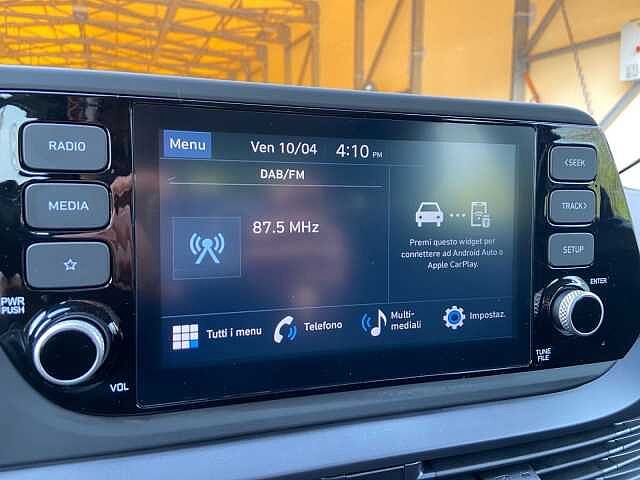 RADIO
MEDIA
PWR
PUSH
VOL
Menu
Ven 10/04
4:10 PM
DAB/FM
87.5 MHz
Premi questo widget per
connettere ad Android Auto o
Apple CarPlay.
Tutti i menu
Telefono
Multi-
mediali
Impostaz.
<SEEK
TRACK>
SETUP
ENTER
TUNE
FILE